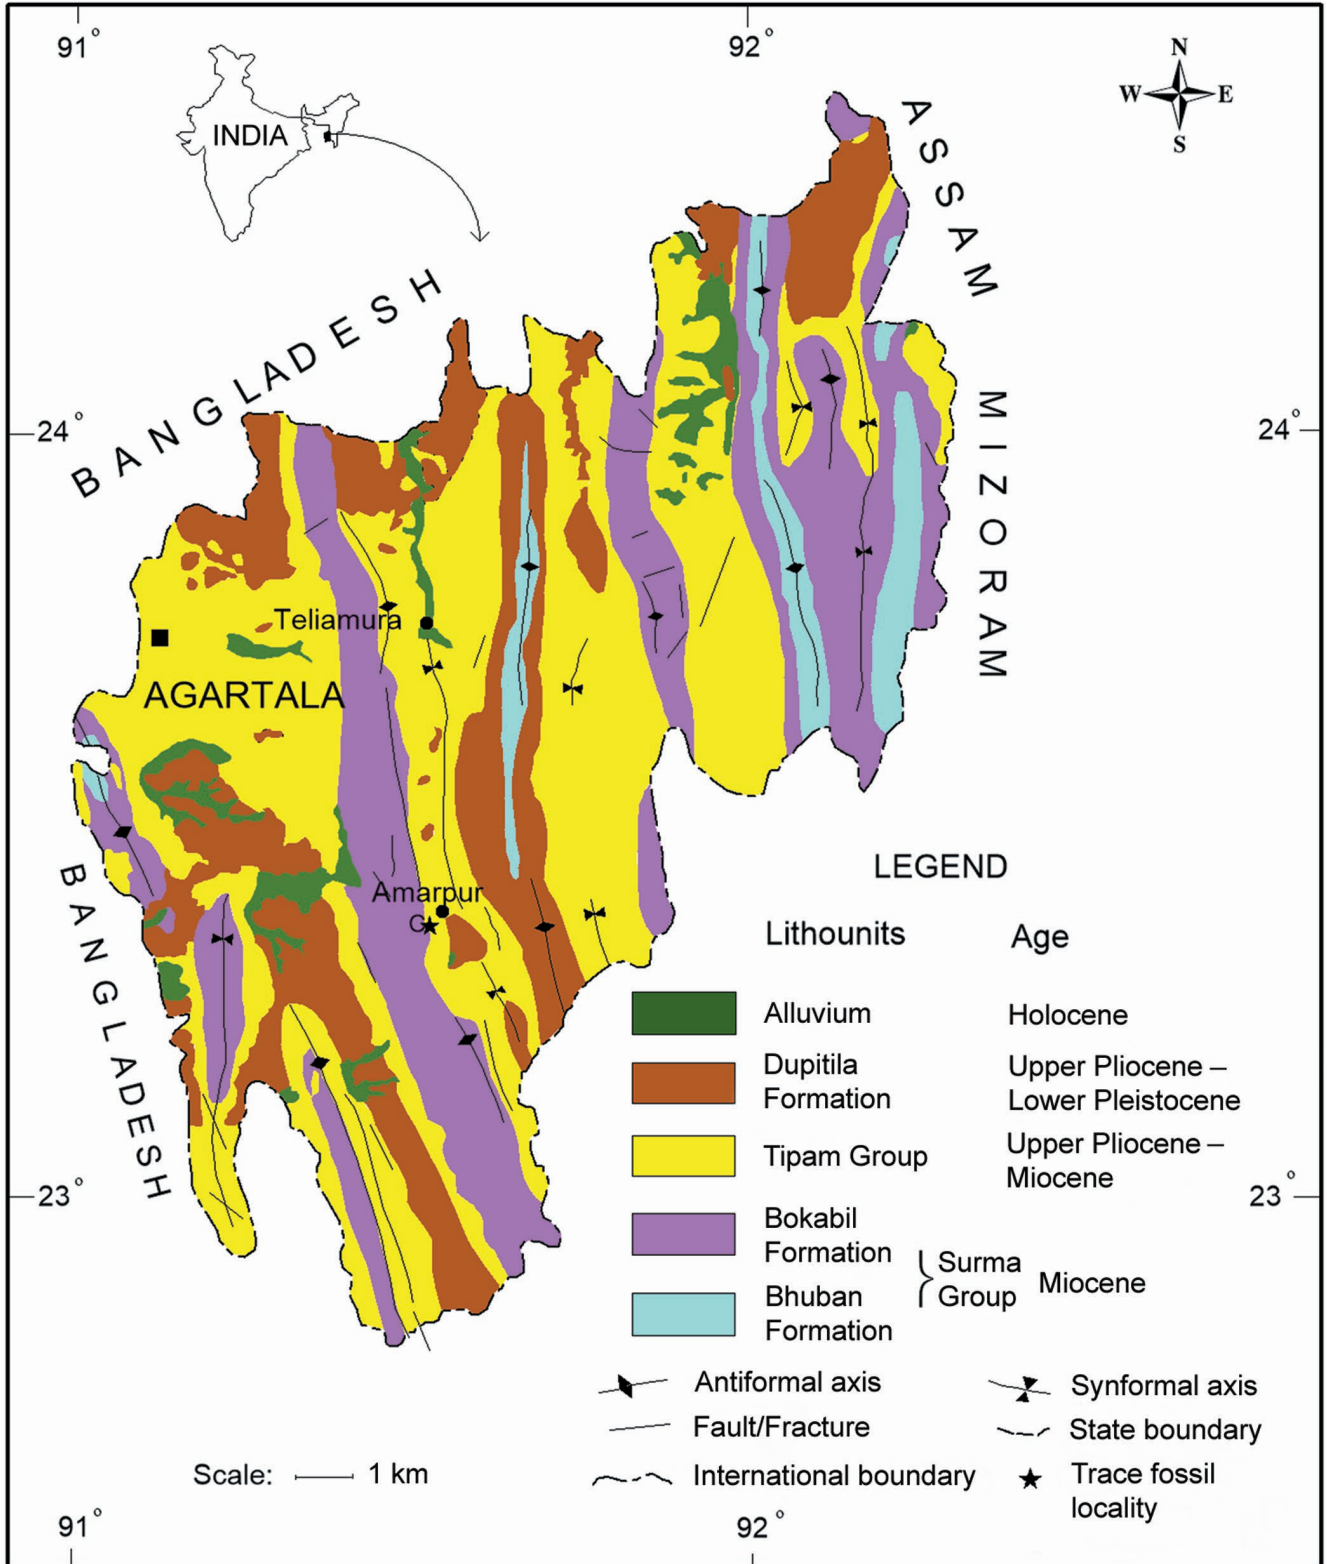 91°
92°
N
W E
S
INDIA
ASSAM
BANGLADESH
24°
24°
MIZORAM
Teliamura
AGARTALA
BANGLADESH
Amarpur
C
LEGEND
Lithounits Age
Alluvium Holocene
Dupitila Upper Pliocene –
Formation Lower Pleistocene
Tipam Group Upper Pliocene –
Miocene
Bokabil
Formation
Surma
Group Miocene
Bhuban
Formation
23°
23°
Antiformal axis Synformal axis
Fault/Fracture State boundary
International boundary Trace fossil
locality
Scale: 1 km
91°
92°